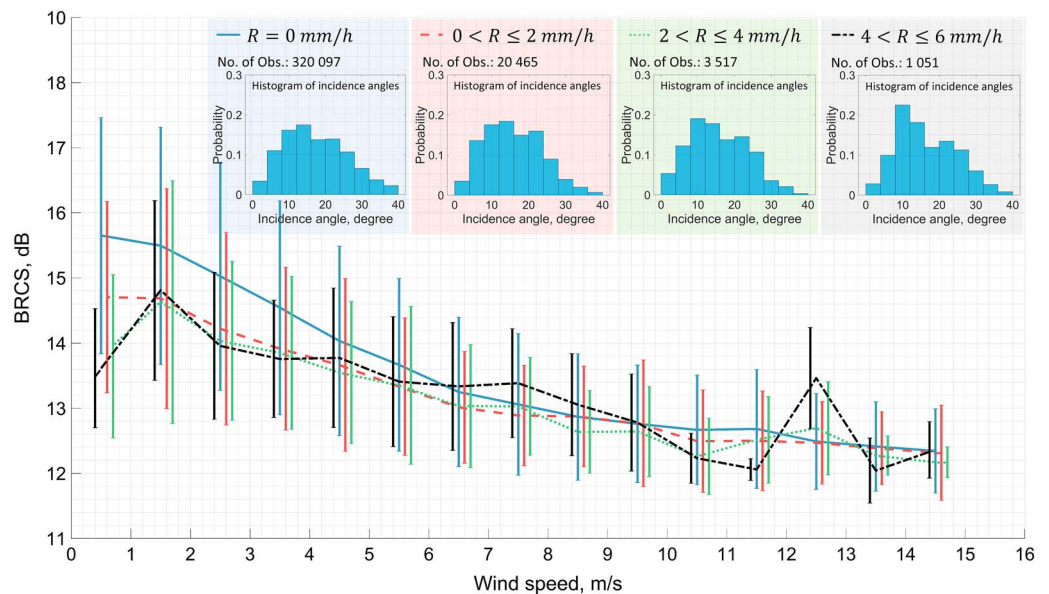 R = 0 mm/h
No. of Obs.: 320 097
Histogram of incidence angles
Probability
0.3
0.2
0.1
0
0 10 20 30 40
Incidence angle, degree
0 < R ≤ 2 mm/h
No. of Obs.: 20 465
Histogram of incidence angles
Probability
0.3
0.2
0.1
0
0 10 20 30 40
Incidence angle, degree
2 < R ≤ 4 mm/h
No. of Obs.: 3 517
Histogram of incidence angles
Probability
0.3
0.2
0.1
0
0 10 20 30 40
Incidence angle, degree
4 < R ≤ 6 mm/h
No. of Obs.: 1 051
Histogram of incidence angles
Probability
0.3
0.2
0.1
0
0 10 20 30 40
Incidence angle, degree
BRCS, dB
10
19
18
17
16
15
14
13
12
11
0 1 2 3 4 5 6 7 8 9 10 11 12 13 14 15 16
Wind speed, m/s